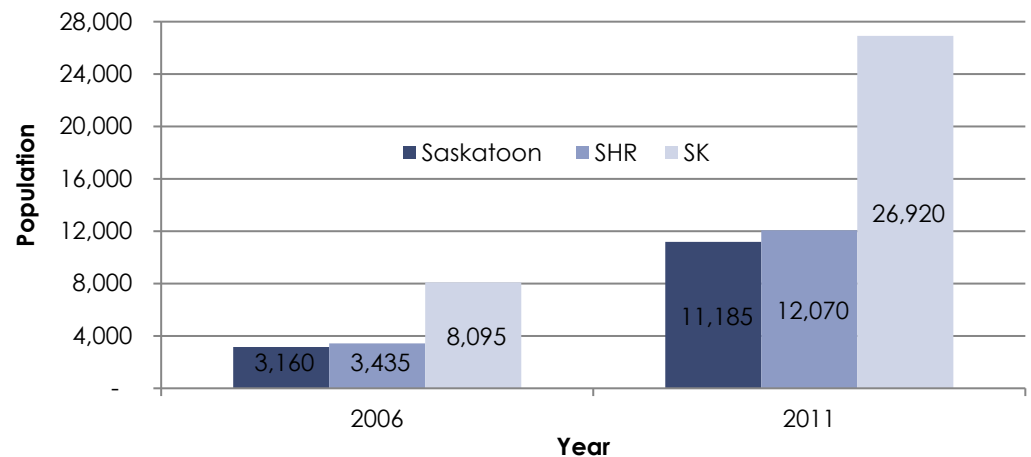 28,000
24,000
20,000
16,000
12,000
8,000
4,000
-
Population
Saskatoon SHR SK
3,160 3,435 8,095
11,185 12,070 26,920
2006 2011
Year